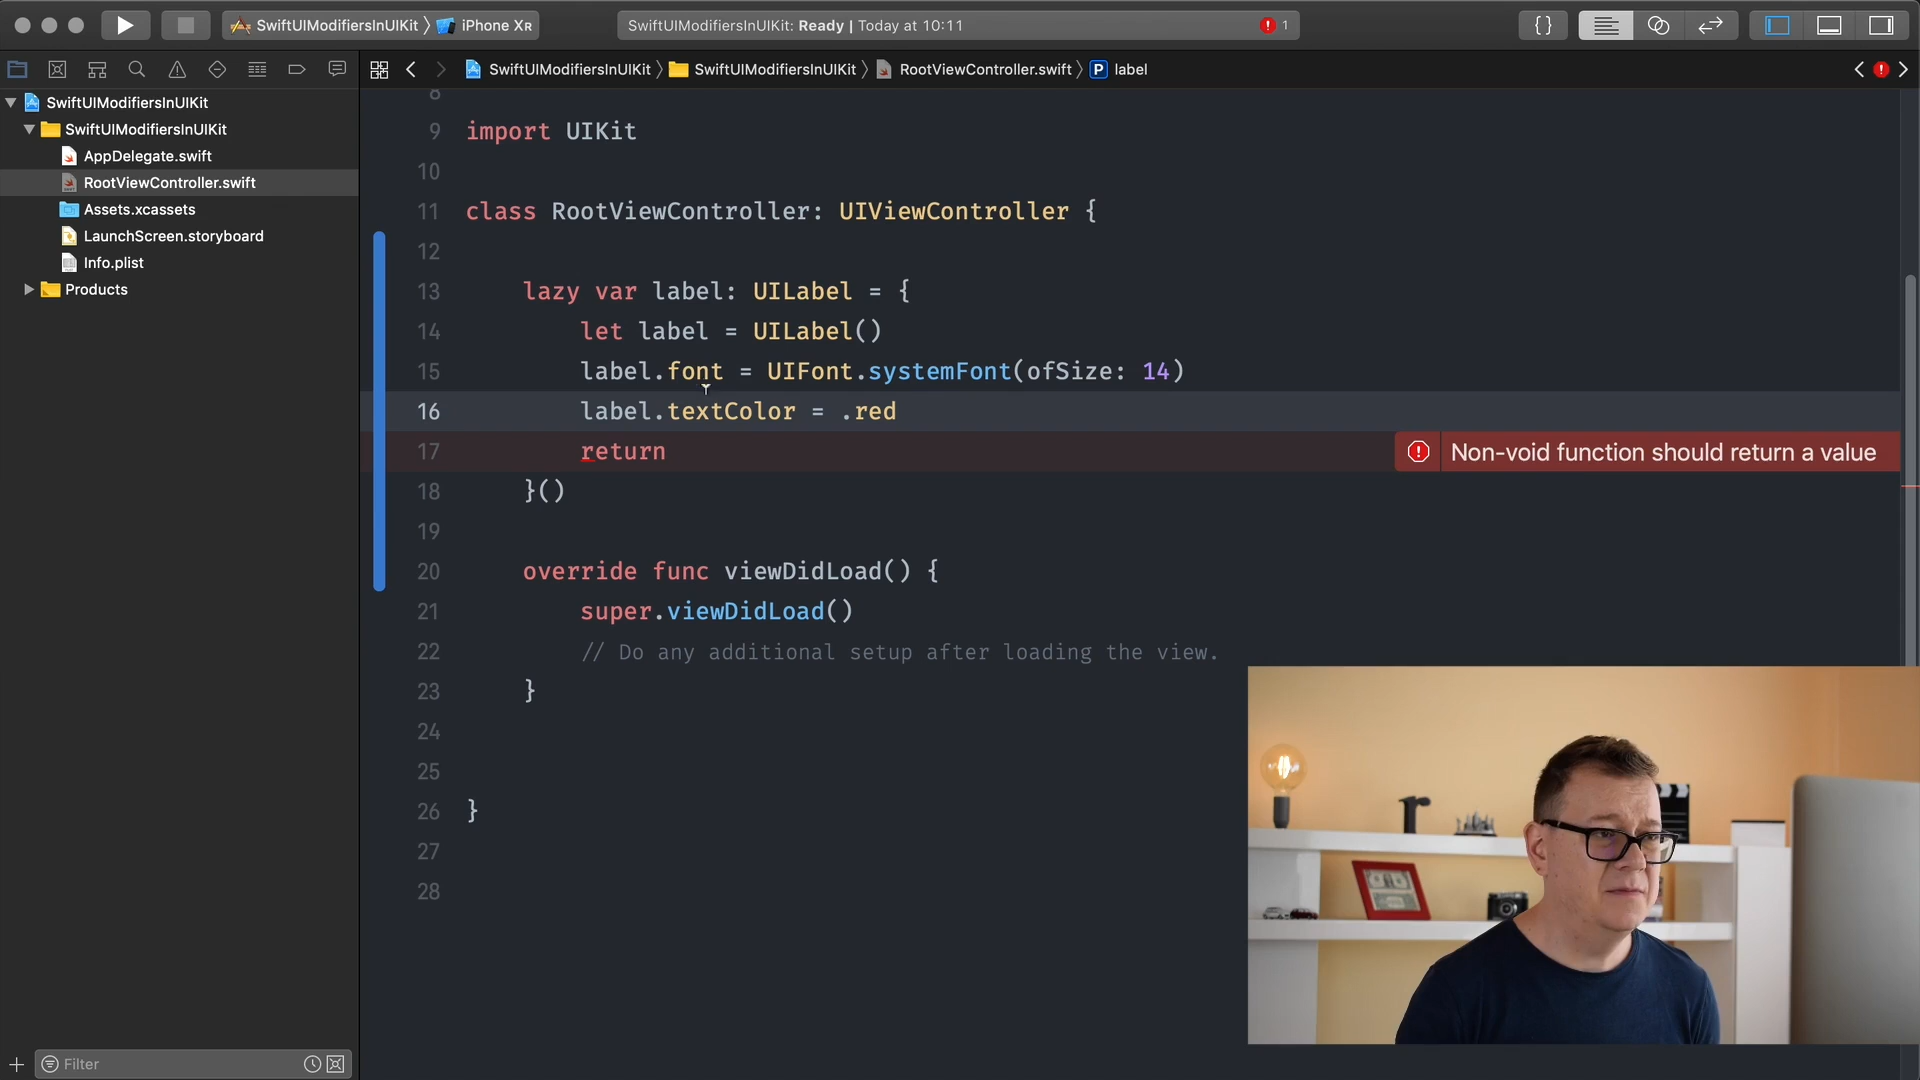 SwiftUIModifiersInUIKit 〉 iPhone XR
SwiftUIModifiersInUIKit: Ready | Today at 10:11
1
{}
SwiftUIModifiersInUIKit 〉 SwiftUIModifiersInUIKit 〉 RootViewController.swift 〉 P label
SwiftUIModifiersInUIKit
SwiftUIModifiersInUIKit
AppDelegate.swift
RootViewController.swift
Assets.xcassets
LaunchScreen.storyboard
Info.plist
Products
8
9 import UIKit
10
11 class RootViewController: UIViewController {
12
13 lazy var label: UILabel = {
14 let label = UILabel()
15 label.font = UIFont.systemFont(ofSize: 14)
16 label.textColor = .red
17 return
Non-void function should return a value
18 }()
19
20 override func viewDidLoad() {
21 super.viewDidLoad()
22 // Do any additional setup after loading the view.
23 }
24
25
26 }
27
28
Filter